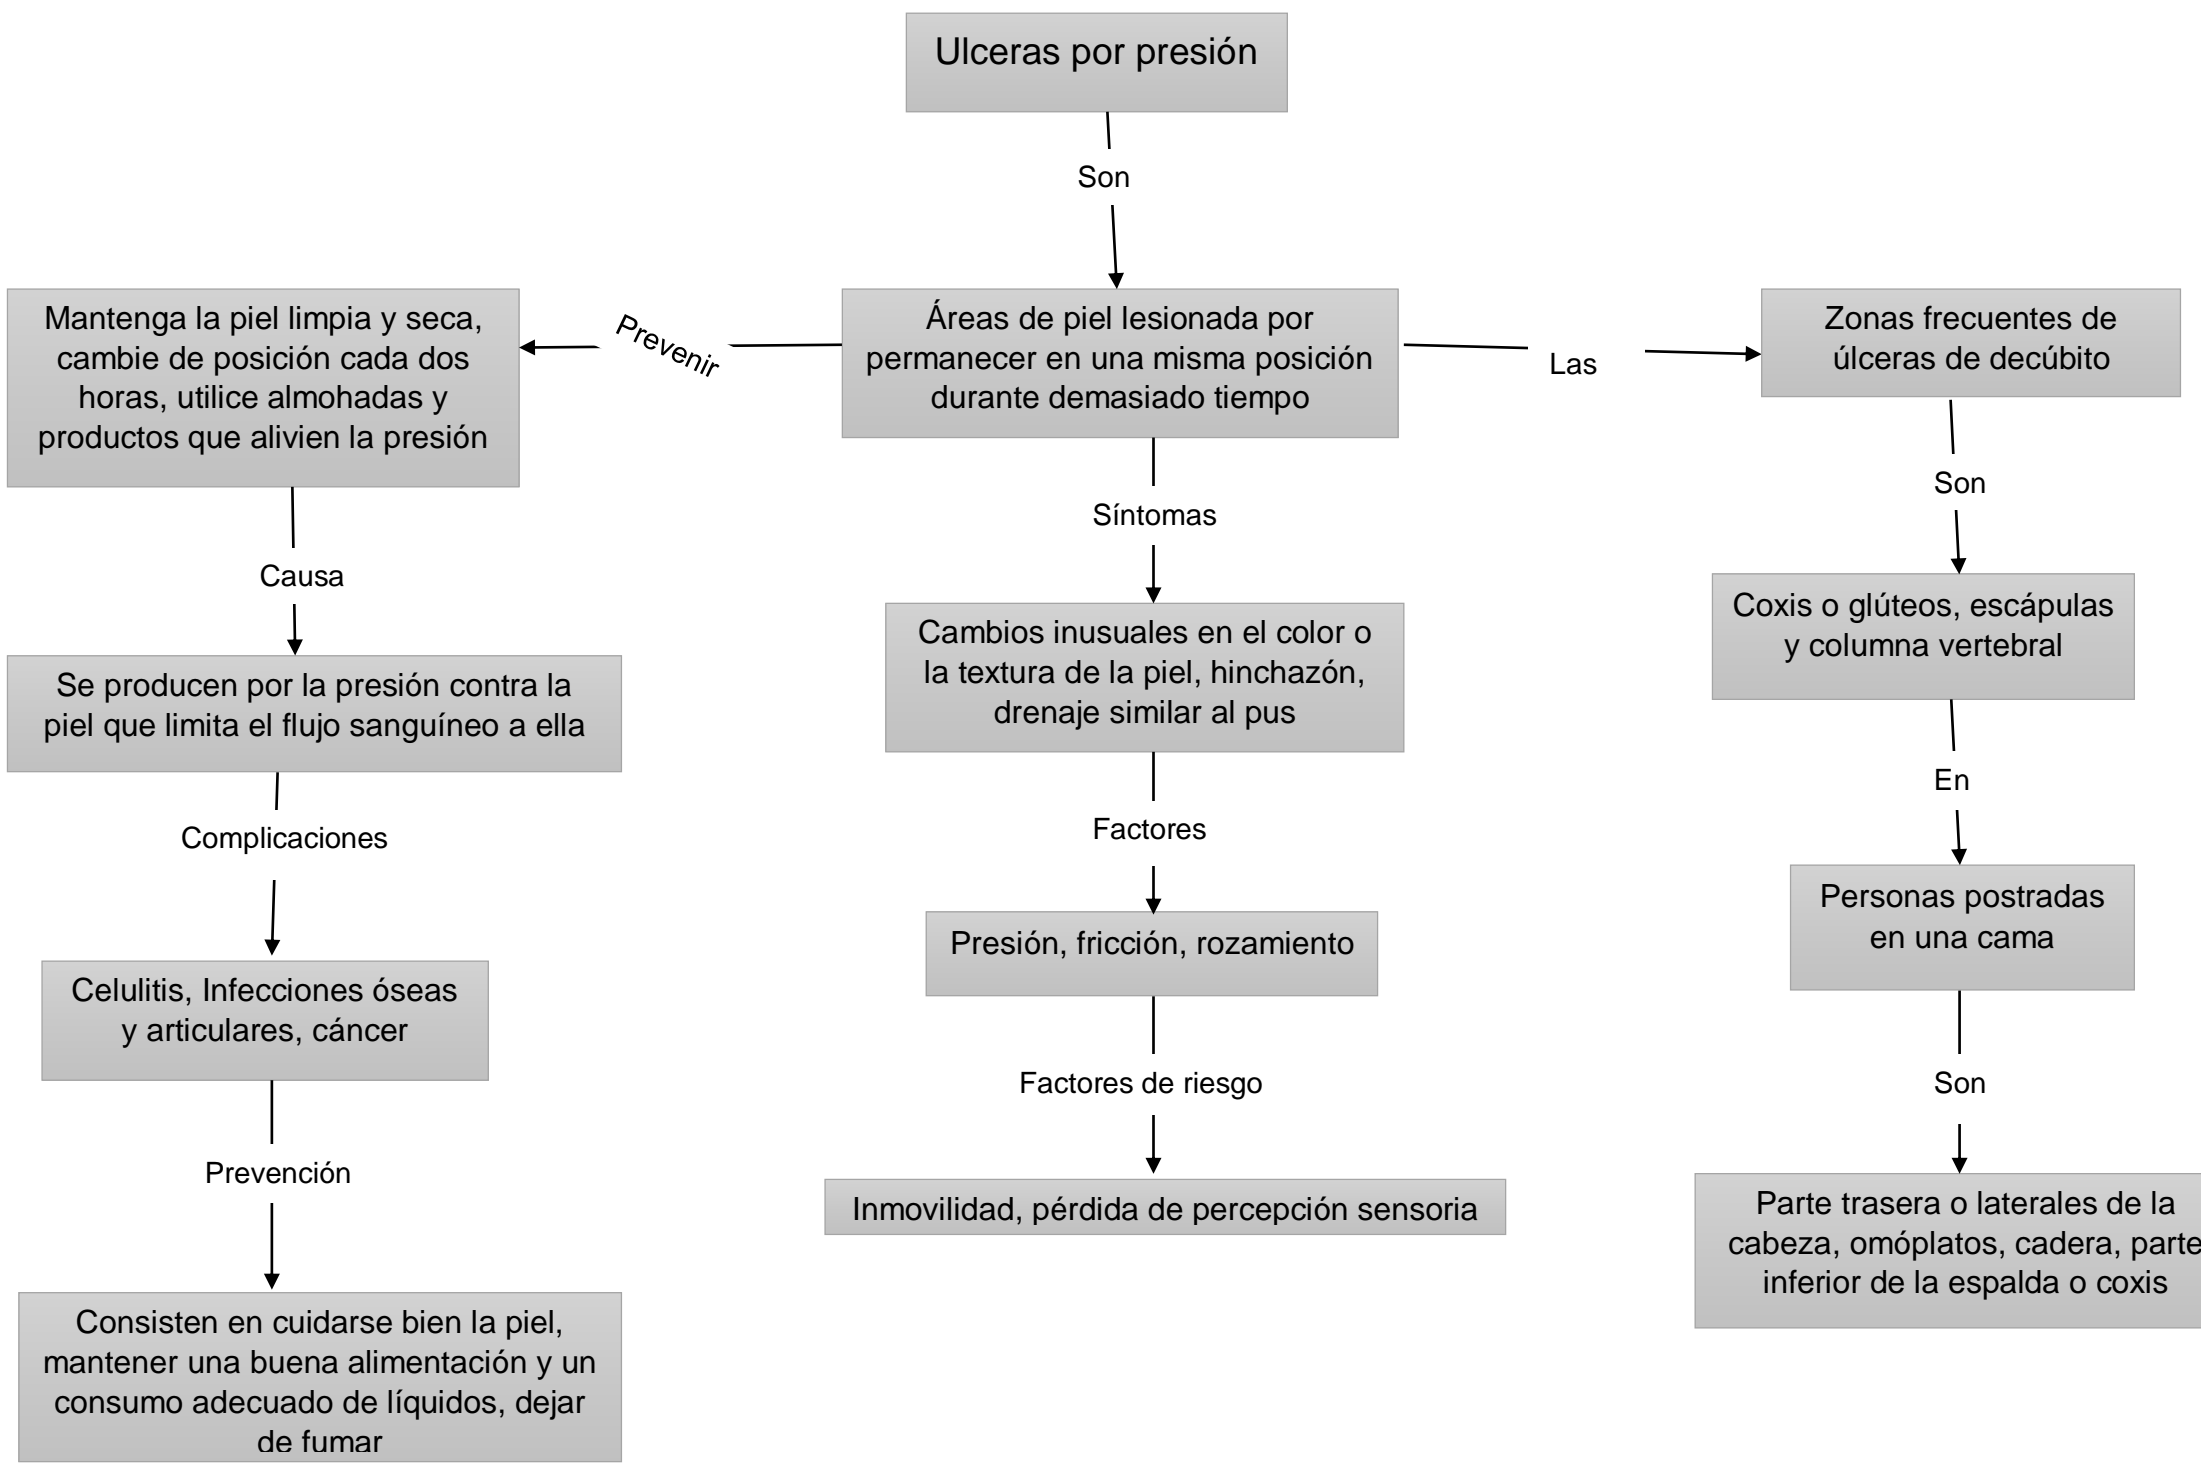 Ulceras por presión
Son
Mantenga la piel limpia y seca,
cambie de posición cada dos
horas, utilice almohadas y
productos que alivien la presión
Prevenir
Áreas de piel lesionada por
permanecer en una misma posición
durante demasiado tiempo
Las
Zonas frecuentes de
úlceras de decúbito
Causa
Síntomas
Son
Se producen por la presión contra la
piel que limita el flujo sanguíneo a ella
Cambios inusuales en el color o
la textura de la piel, hinchazón,
drenaje similar al pus
Coxis o glúteos, escápulas
y columna vertebral
Complicaciones
Factores
En
Celulitis, Infecciones óseas
y articulares, cáncer
Presión, fricción, rozamiento
Personas postradas
en una cama
Prevención
Factores de riesgo
Son
Consisten en cuidarse bien la piel,
mantener una buena alimentación y un
consumo adecuado de líquidos, dejar
de fumar
Inmovilidad, pérdida de percepción sensoria
Parte trasera o laterales de la
cabeza, omóplatos, cadera, parte
inferior de la espalda o coxis